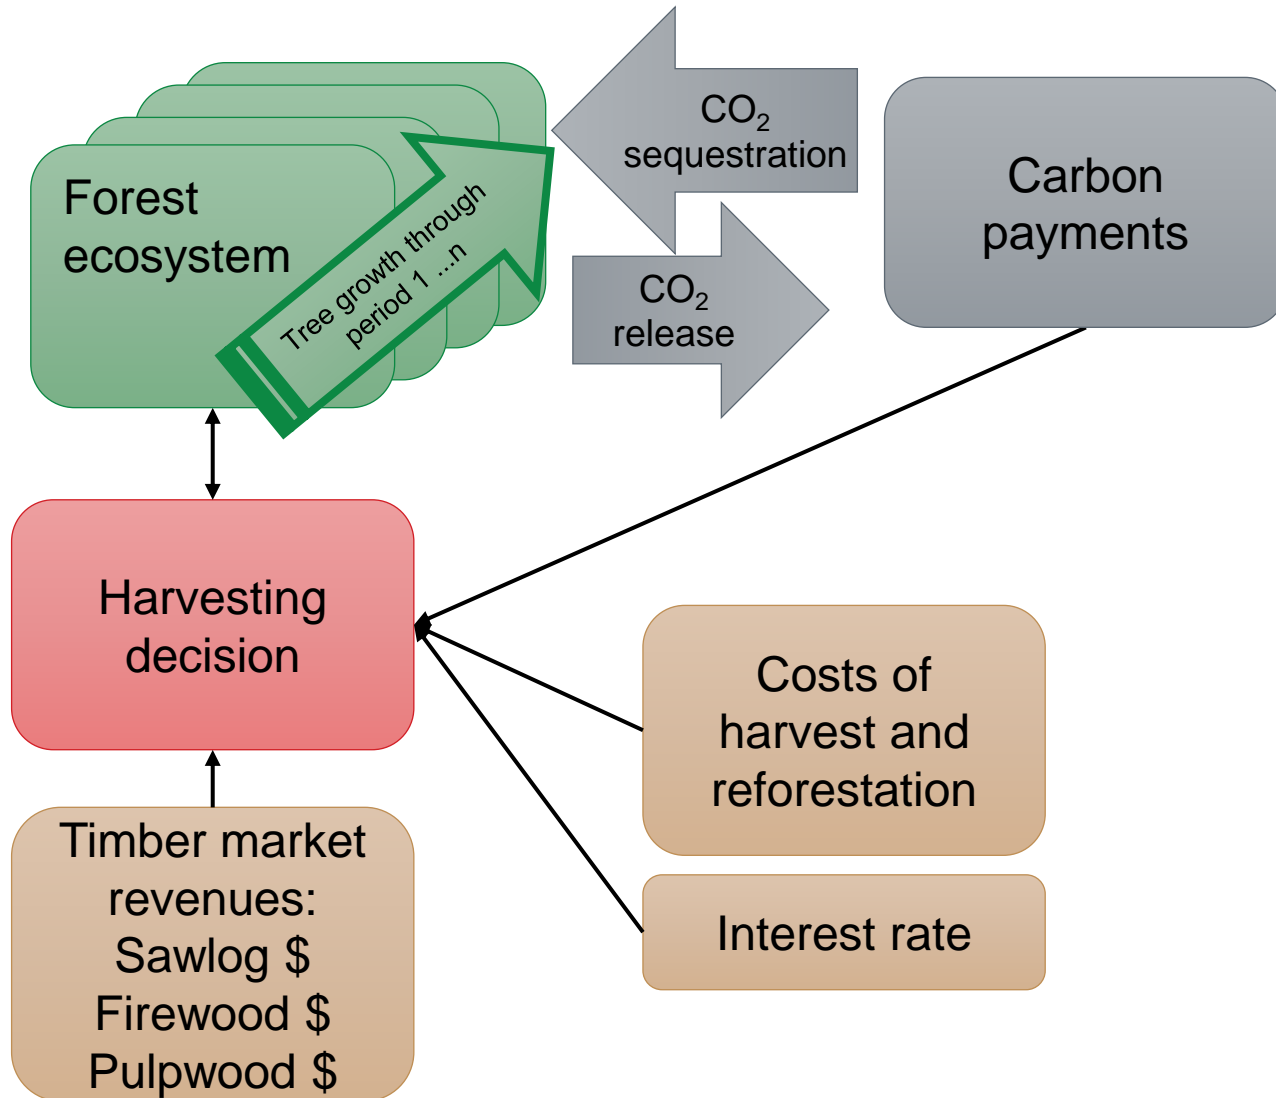 Forest
ecosystem
Tree growth through
period 1 ...n
CO₂
sequestration
CO₂
release
Carbon
payments
Harvesting
decision
Costs of
harvest and
reforestation
Interest rate
Timber market
revenues:
Sawlog $
Firewood $
Pulpwood $